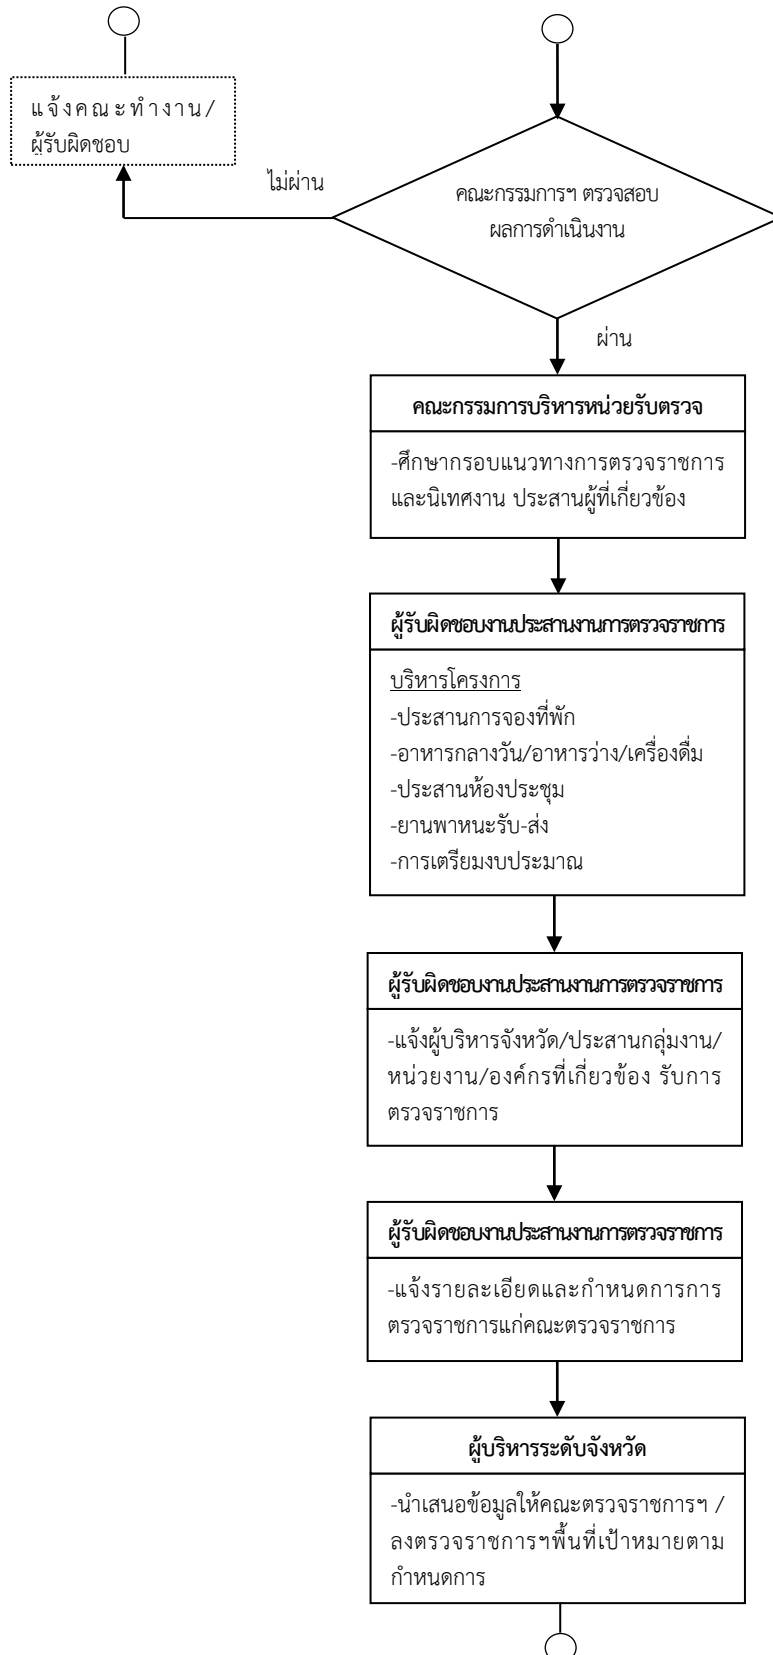 แจ้งคณะทำงาน/
ผู้รับผิดชอบ
ไม่ผ่าน
คณะกรรมการฯ ตรวจสอบ
ผลการดำเนินงาน
ผ่าน
คณะกรรมการบริหารหน่วยรับตรวจ
-ศึกษากรอบแนวทางการตรวจราชการ
และนิเทศงาน ประสานผู้ที่เกี่ยวข้อง
ผู้รับผิดชอบงานประสานงานการตรวจราชการ
บริหารโครงการ
-ประสานการจองที่พัก
-อาหารกลางวัน/อาหารว่าง/เครื่องดื่ม
-ประสานห้องประชุม
-ยานพาหนะรับ-ส่ง
-การเตรียมงบประมาณ
ผู้รับผิดชอบงานประสานงานการตรวจราชการ
-แจ้งผู้บริหารจังหวัด/ประสานกลุ่มงาน/
หน่วยงาน/องค์กรที่เกี่ยวข้อง รับการ
ตรวจราชการ
ผู้รับผิดชอบงานประสานงานการตรวจราชการ
-แจ้งรายละเอียดและกำหนดการการ
ตรวจราชการแก่คณะตรวจราชการ
ผู้บริหารระดับจังหวัด
-นำเสนอข้อมูลให้คณะตรวจราชการฯ /
ลงตรวจราชการฯพื้นที่เป้าหมายตาม
กำหนดการ